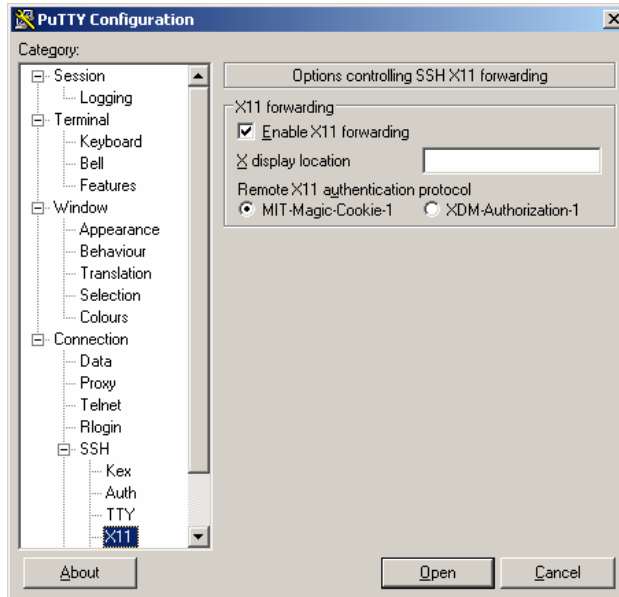 PuTTY Configuration
Category:
Session
Logging
Terminal
Keyboard
Bell
Features
Window
Appearance
Behaviour
Translation
Selection
Colours
Connection
Data
Proxy
Telnet
Rlogin
SSH
Kex
Auth
TTY
X11
Options controlling SSH X11 forwarding
X11 forwarding
Enable X11 forwarding
X display location
Remote X11 authentication protocol
MIT-Magic-Cookie-1 XDM-Authorization-1
About Open Cancel